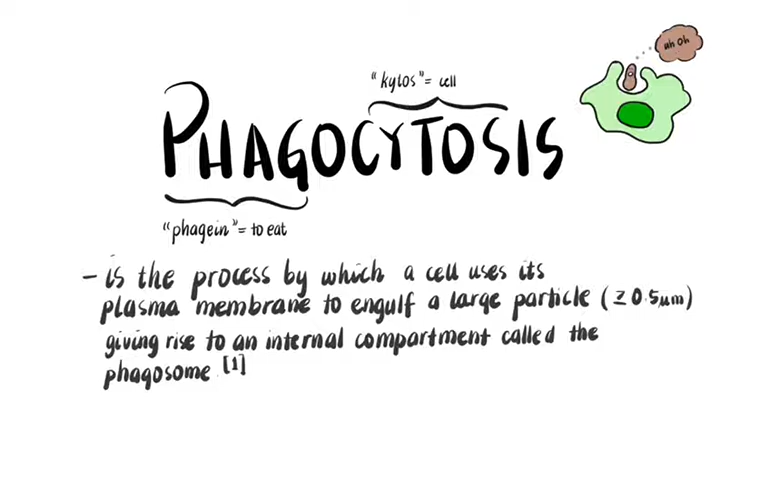 uh Oh
"kytos" = cell
PHAGOCYTOSIS
"phagein" = to eat
- is the process by which a cell uses its
plasma membrane to engulf a large particle (≥ 0.5μm)
giving rise to an internal compartment called the
phagosome [1]